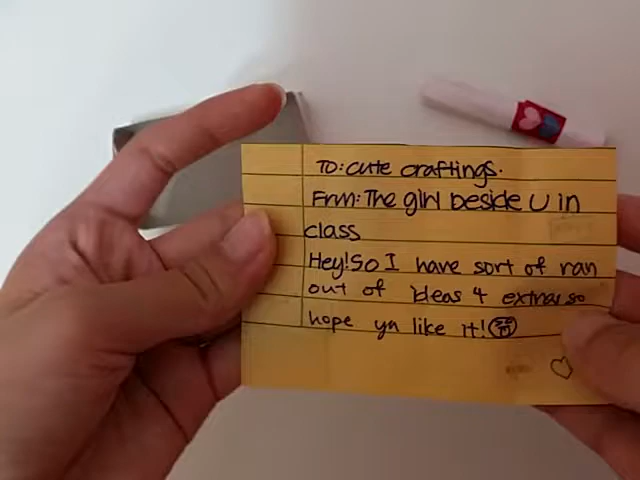 To: cute craftings.
Frm: The girl beside U in
class
Hey! So I have sort of ran
out of ideas 4 extras so
hope ya like it!